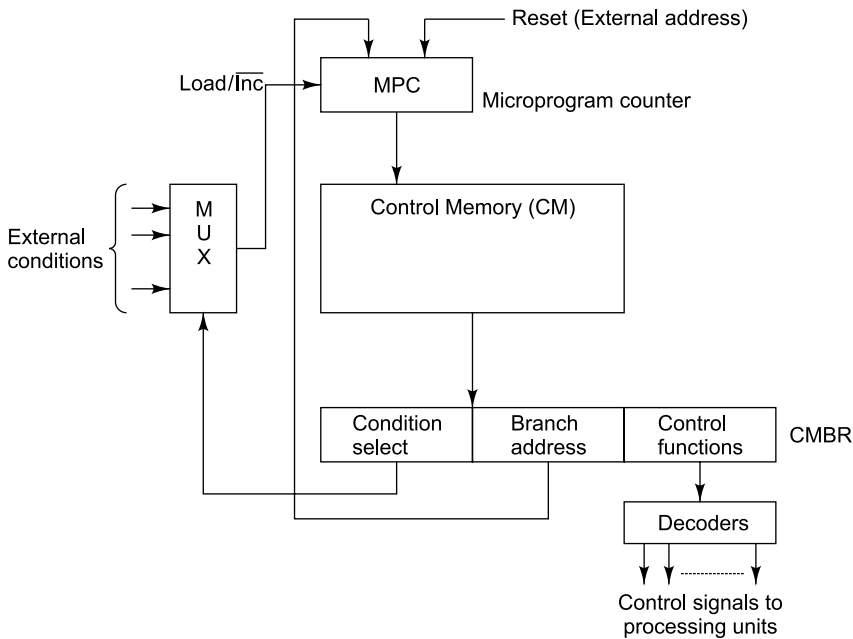 Reset (External address)
Load/I̅n̅c̅
MPC
Microprogram counter
M
U
X
Control Memory (CM)
External
conditions
Condition
select
Branch
address
Control
functions
CMBR
Decoders
Control signals to
processing units